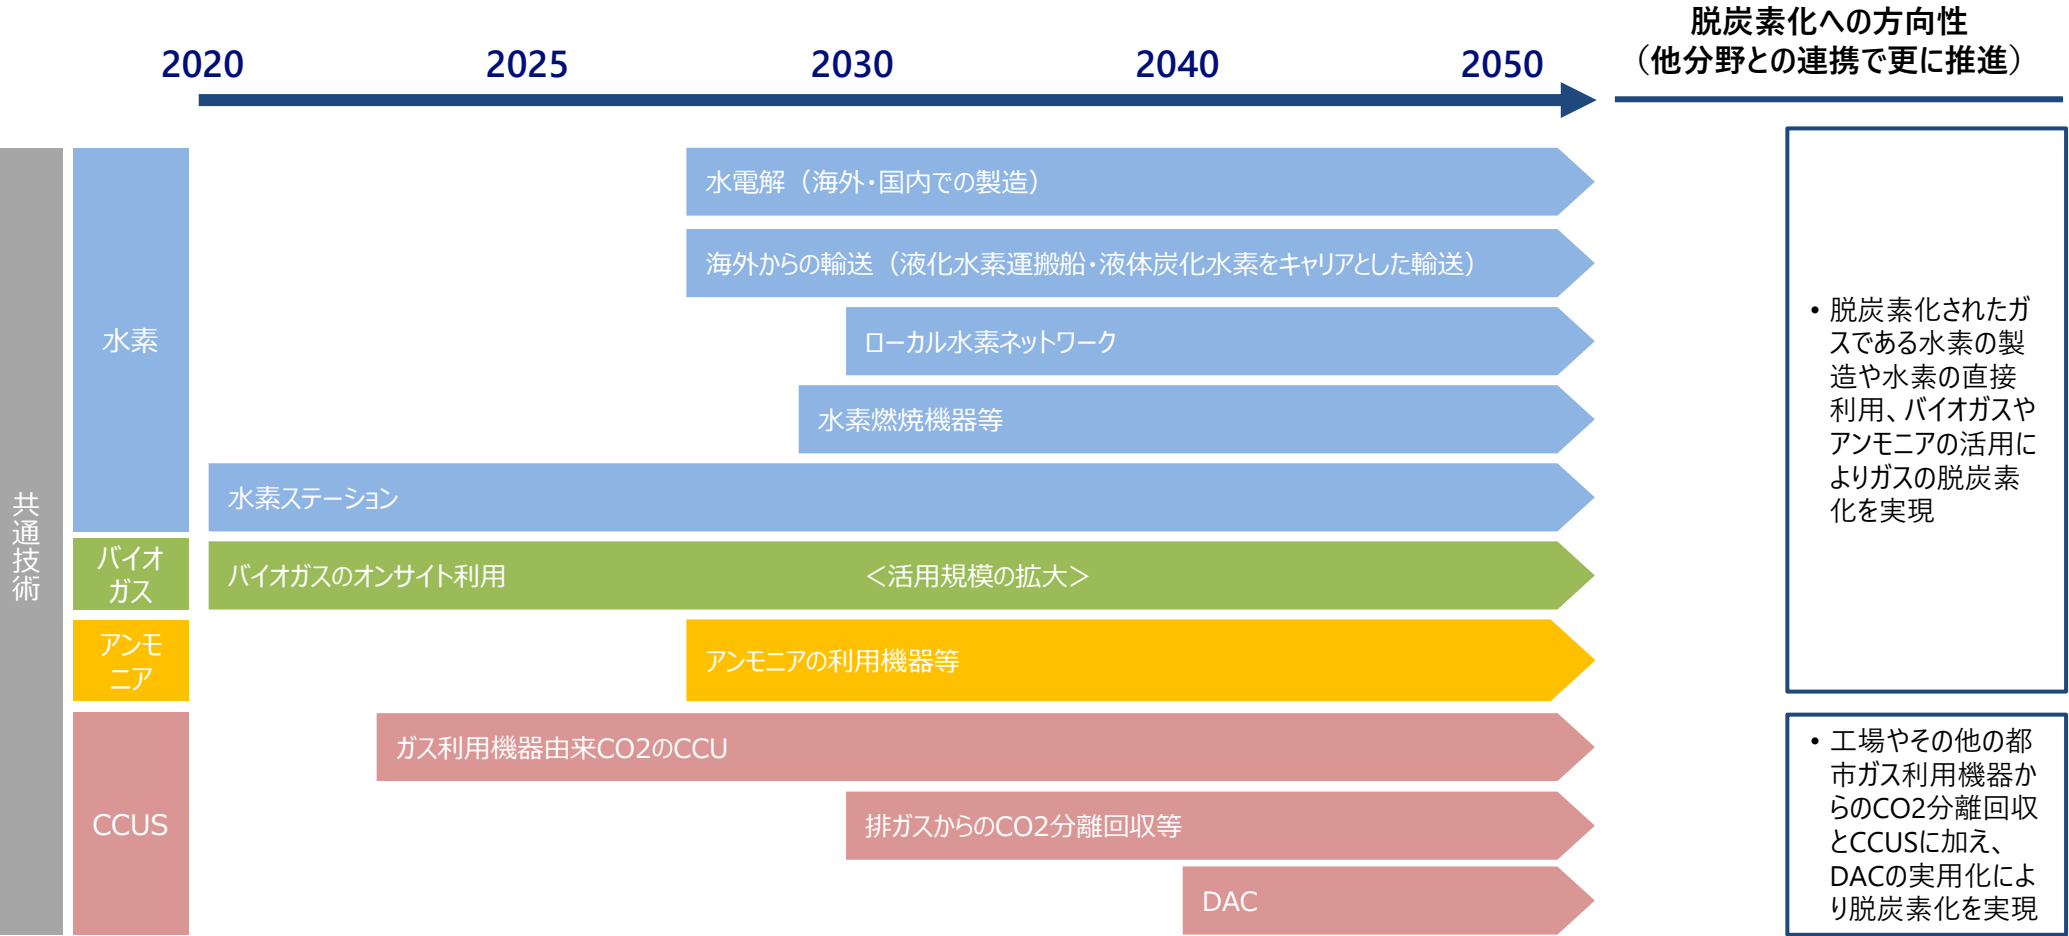 脱炭素化への方向性
（他分野との連携で更に推進）
2020
2025
2030
2040
2050
共通技術
水素
水電解（海外・国内での製造）
海外からの輸送（液化水素運搬船・液体炭化水素をキャリアとした輸送）
ローカル水素ネットワーク
水素燃焼機器等
水素ステーション
バイオ
ガス
バイオガスのオンサイト利用
＜活用規模の拡大＞
アンモ
ニア
アンモニアの利用機器等
CCUS
ガス利用機器由来CO2のCCU
排ガスからのCO2分離回収等
DAC
• 脱炭素化されたガ
スである水素の製
造や水素の直接
利用、バイオガスや
アンモニアの活用に
よりガスの脱炭素
化を実現
• 工場やその他の都
市ガス利用機器か
らのCO2分離回収
とCCUSに加え、
DACの実用化によ
り脱炭素化を実現